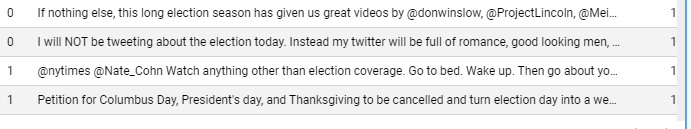 0 If nothing else, this long election season has given us great videos by @donwinslow, @ProjectLincoln, @Mei... 1
0 I will NOT be tweeting about the election today. Instead my twitter will be full of romance, good looking men, ... 1
1 @nytimes @Nate_Cohn Watch anything other than election coverage. Go to bed. Wake up. Then go about yo... 1
1 Petition for Columbus Day, President's day, and Thanksgiving to be cancelled and turn election day into a we... 1